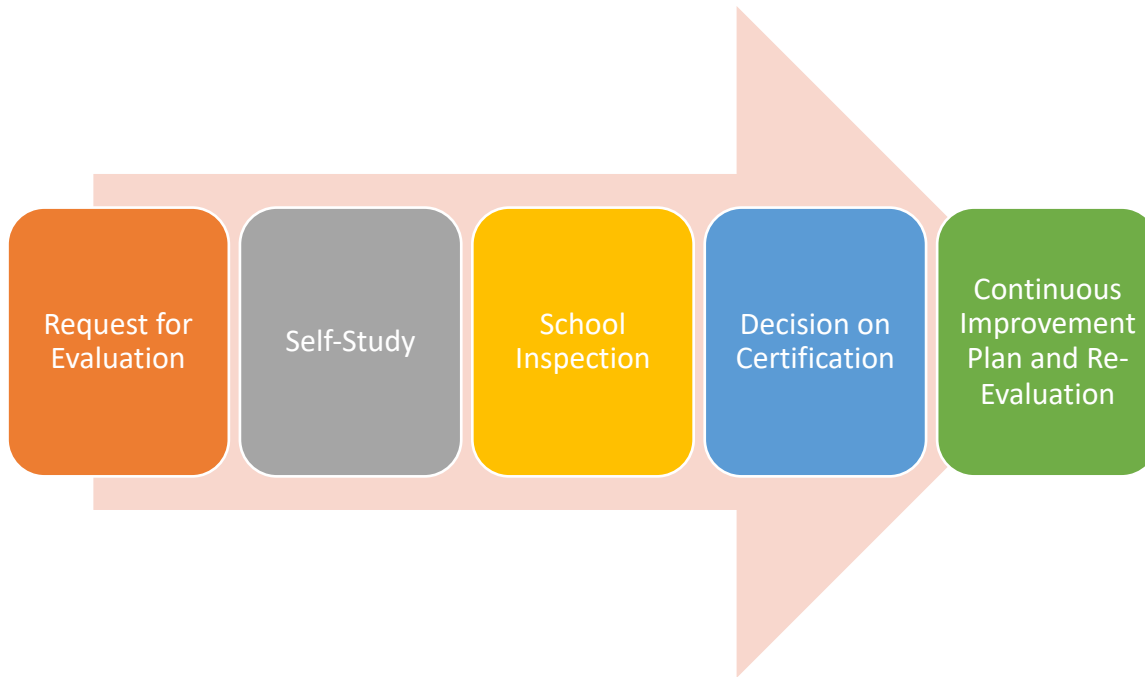 Request for
Evaluation
Self-Study
School
Inspection
Decision on
Certification
Continuous
Improvement
Plan and Re-
Evaluation